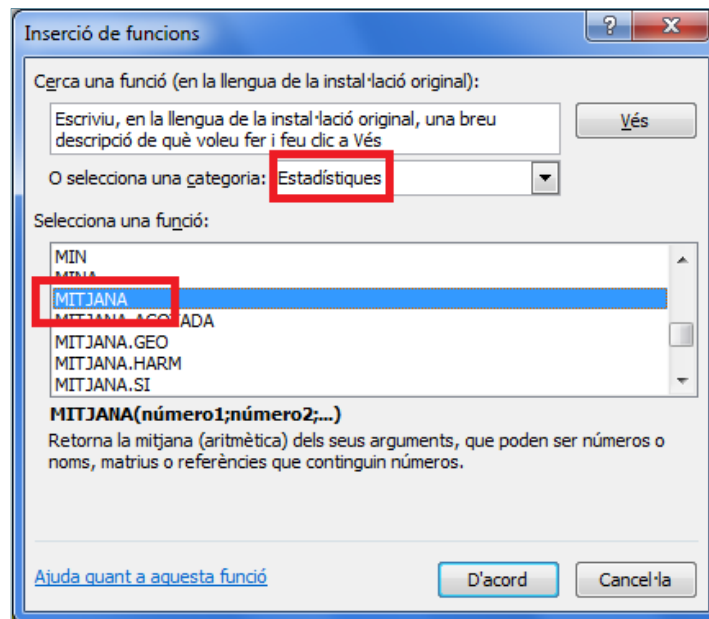 Inserció de funcions
Cerca una funció (en la llengua de la instal·lació original):
Escriviu, en la llengua de la instal·lació original, una breu
descripció de què voleu fer i feu clic a Vés
Vés
O selecciona una categoria: Estadístiques
Selecciona una funció:
MIN
MINA
MITJANA
MITJANA.ACOTADA
MITJANA.GEO
MITJANA.HARM
MITJANA.SI
MITJANA(número1;número2;...)
Retorna la mitjana (aritmètica) dels seus arguments, que poden ser números o
noms, matrius o referències que continguin números.
Ajuda quant a aquesta funció
D'acord
Cancel·la